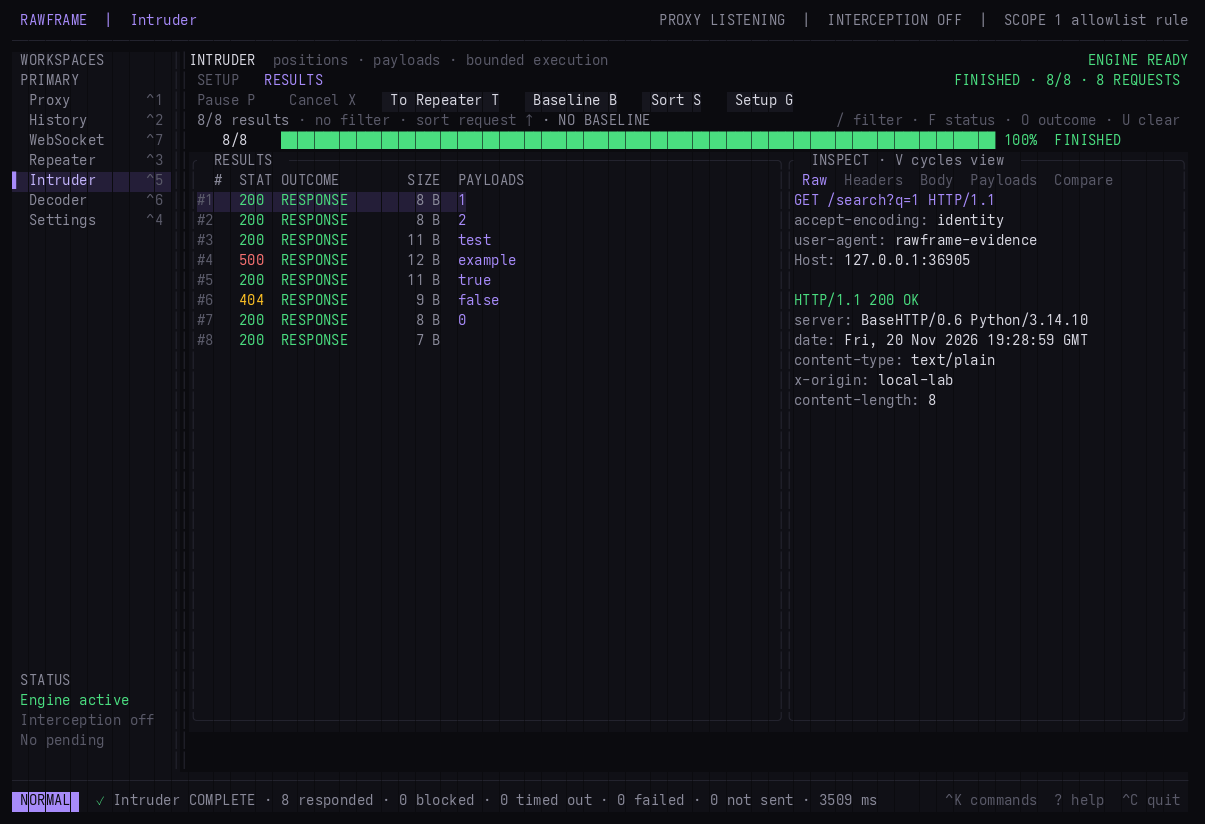 RAWFRAME | Intruder PROXY LISTENING | INTERCEPTION OFF | SCOPE 1 allowlist rule
WORKSPACES
PRIMARY
Proxy ^1
History ^2
WebSocket ^7
Repeater ^3
Intruder ^5
Decoder ^6
Settings ^4
STATUS
Engine active
Interception off
No pending
INTRUDER positions · payloads · bounded execution ENGINE READY
SETUP RESULTS FINISHED · 8/8 · 8 REQUESTS
Pause P Cancel X To Repeater T Baseline B Sort S Setup G
8/8 results · no filter · sort request ↑ · NO BASELINE / filter · F status · O outcome · U clear
8/8 100% FINISHED
RESULTS
# STAT OUTCOME SIZE PAYLOADS
#1 200 RESPONSE 8 B 1
#2 200 RESPONSE 8 B 2
#3 200 RESPONSE 11 B test
#4 500 RESPONSE 12 B example
#5 200 RESPONSE 11 B true
#6 404 RESPONSE 9 B false
#7 200 RESPONSE 8 B 0
#8 200 RESPONSE 7 B
INSPECT · V cycles view
Raw Headers Body Payloads Compare
GET /search?q=1 HTTP/1.1
accept-encoding: identity
user-agent: rawframe-evidence
Host: 127.0.0.1:36905
HTTP/1.1 200 OK
server: BaseHTTP/0.6 Python/3.14.10
date: Fri, 20 Nov 2026 19:28:59 GMT
content-type: text/plain
x-origin: local-lab
content-length: 8
NORMAL ✓ Intruder COMPLETE · 8 responded · 0 blocked · 0 timed out · 0 failed · 0 not sent · 3509 ms ^K commands ? help ^C quit